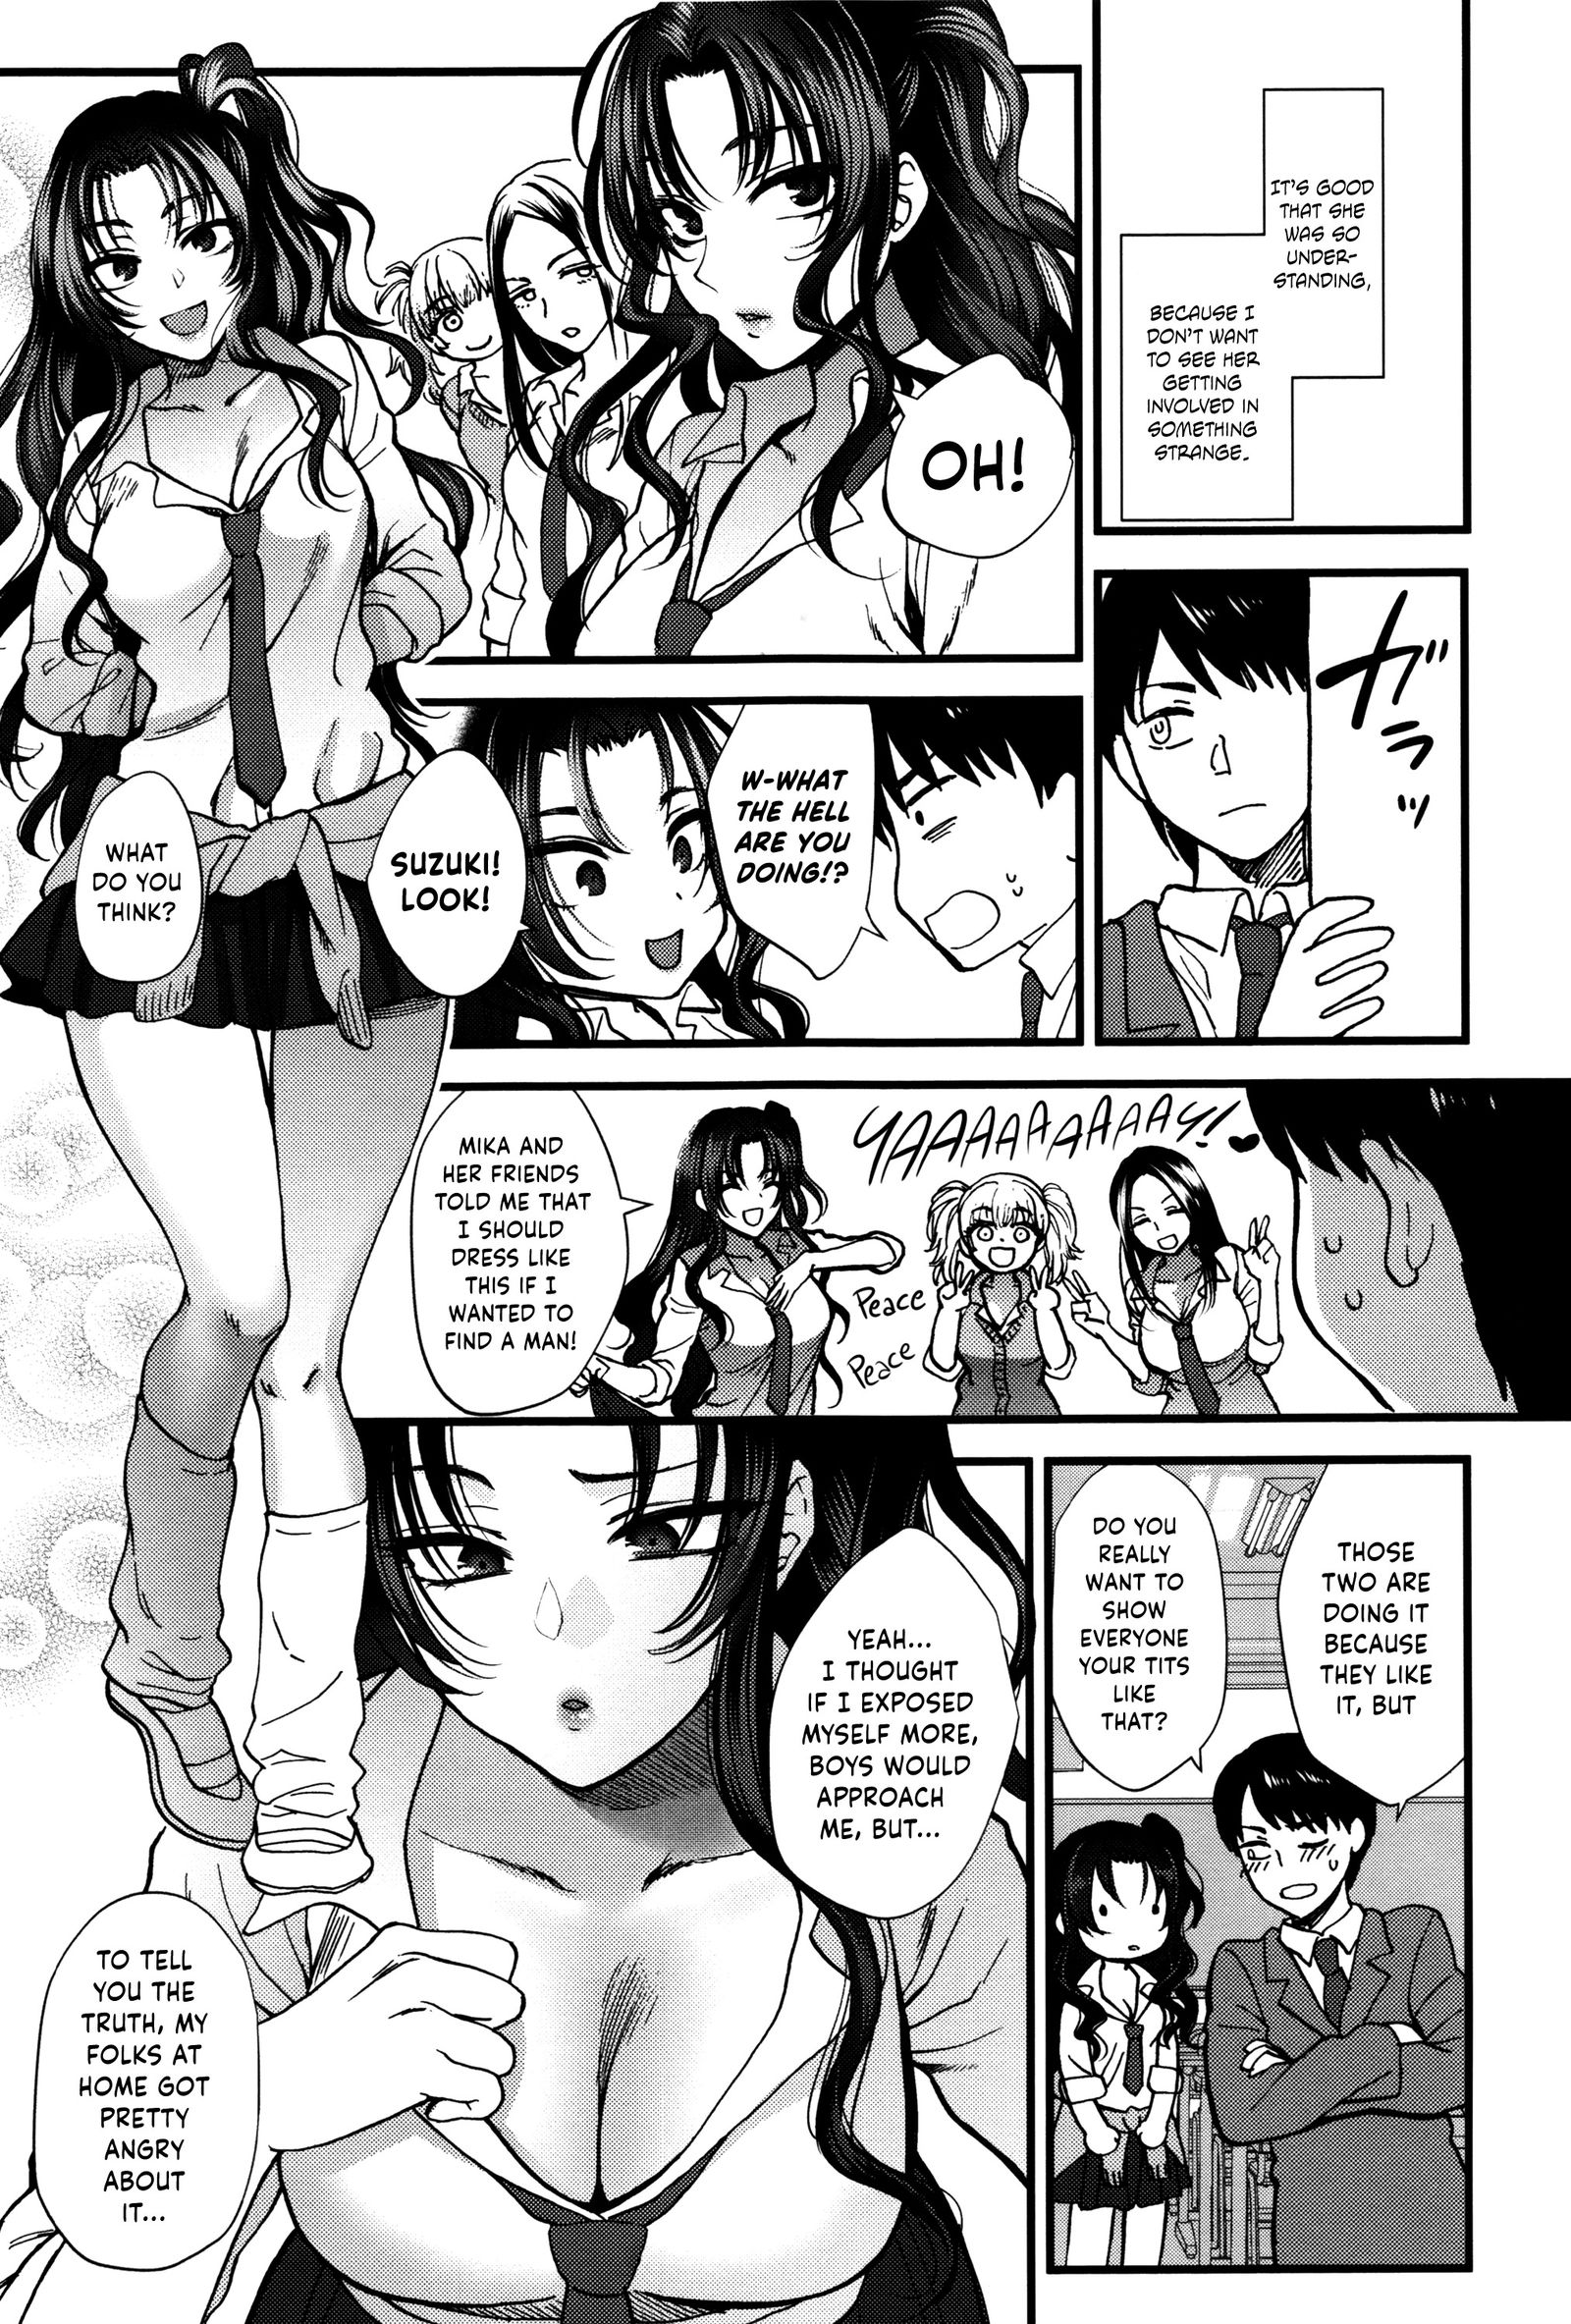 IT'S GOOD
THAT SHE
WAS SO
UNDER-
STANDING,
BECAUSE I
DON'T WANT
TO SEE HER
GETTING
INVOLVED IN
SOMETHING
STRANGE.
OH!
ガラッ
W-WHAT
THE HELL
ARE YOU
DOING!?
SUZUKI!
LOOK!
WHAT
DO YOU
THINK?
YAAAAAAAAAY!
MIKA AND
HER FRIENDS
TOLD ME THAT
I SHOULD
DRESS LIKE
THIS IF I
WANTED TO
FIND A MAN!
Peace
Peace
THOSE
TWO ARE
DOING IT
BECAUSE
THEY LIKE
IT, BUT
DO YOU
REALLY
WANT TO
SHOW
EVERYONE
YOUR TITS
LIKE
THAT?
YEAH...
I THOUGHT
IF I EXPOSED
MYSELF MORE,
BOYS WOULD
APPROACH
ME, BUT...
TO TELL
YOU THE
TRUTH, MY
FOLKS AT
HOME GOT
PRETTY
ANGRY
ABOUT
IT...